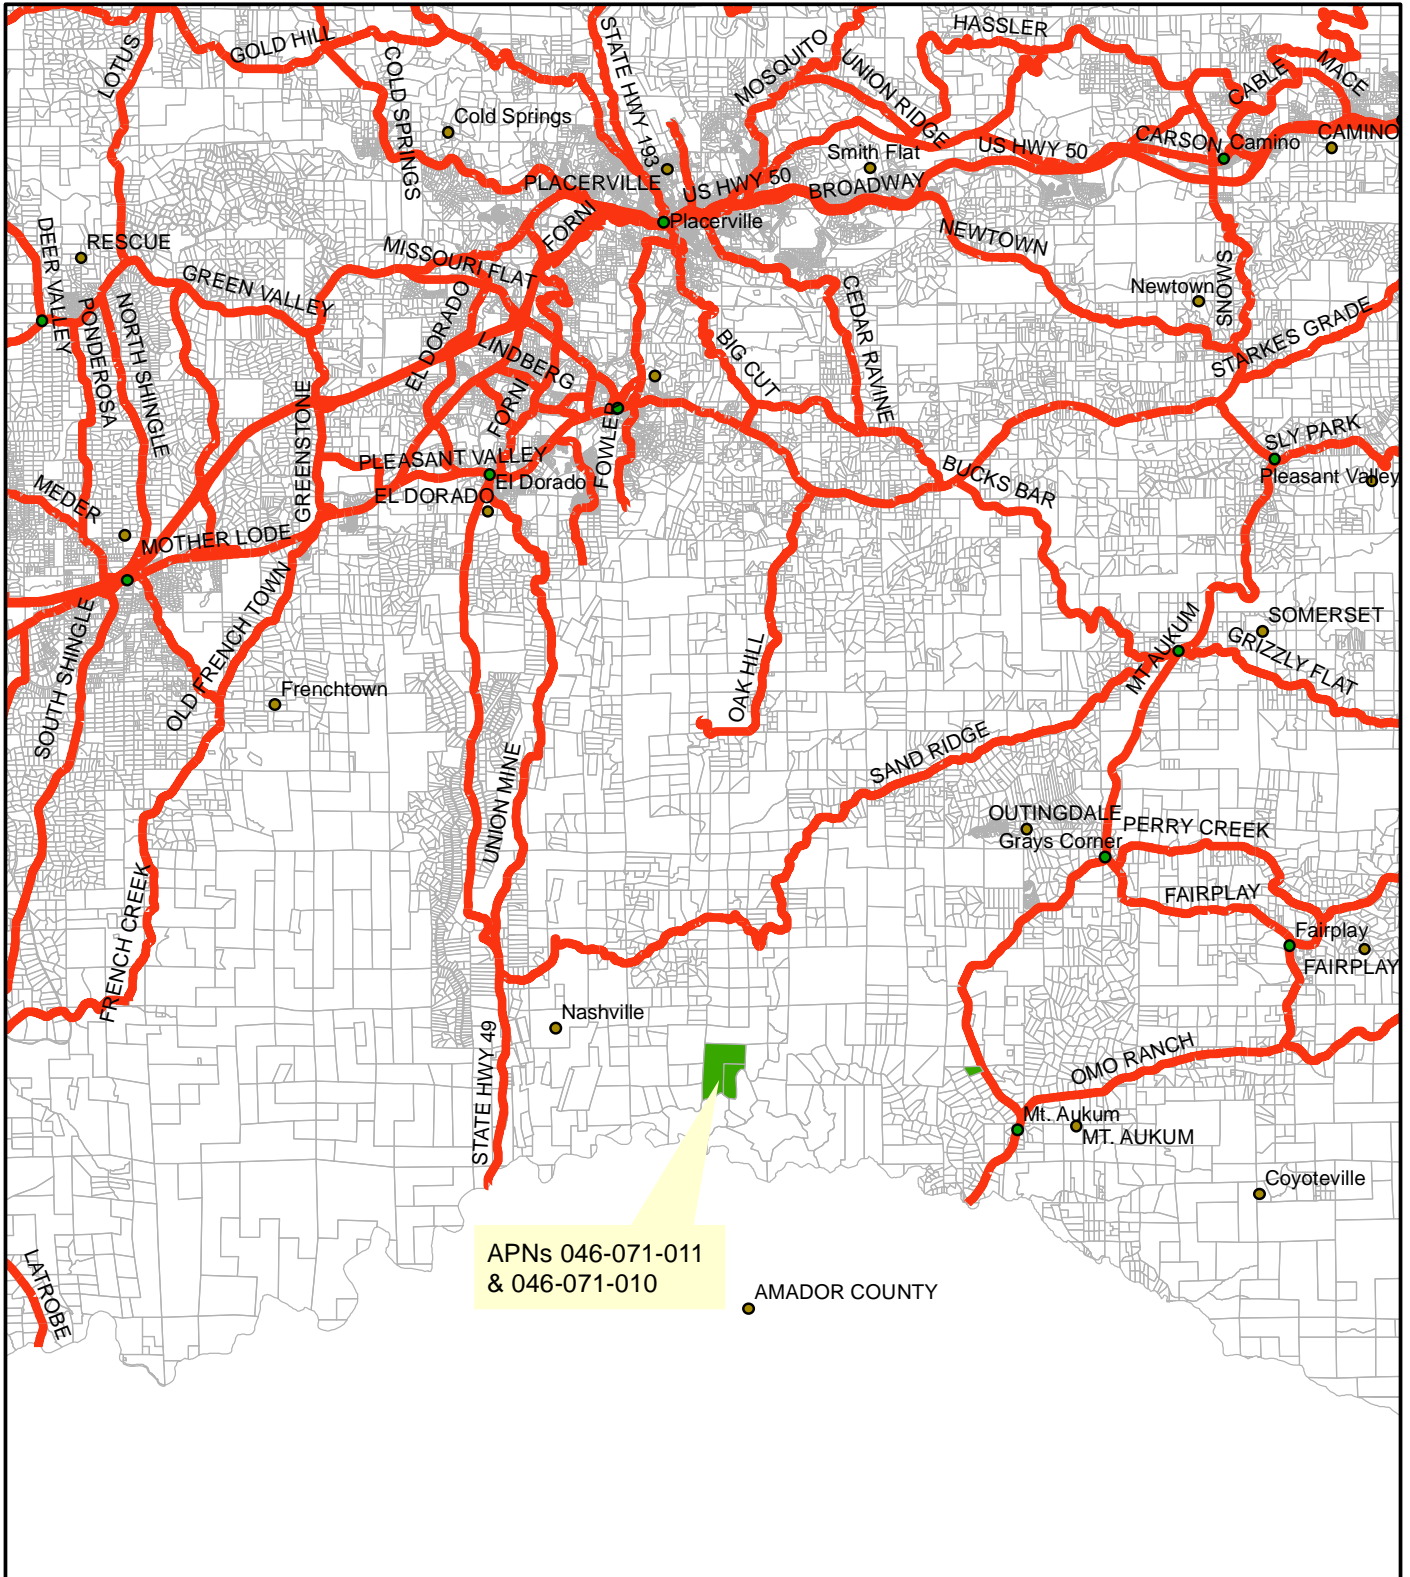 HASSLER
GOLD HILL
LOTUS
STATE HWY 193
MOSQUITO
UNION RIDGE
CABLE
MACE
COLD SPRINGS
Cold Springs
CARSON
Camino
CAMINO
US HWY 50
Smith Flat
PLACERVILLE
US HWY 50
BROADWAY
Placerville
FORNI
NEWTOWN
DEER VALLEY
RESCUE
MISSOURI FLAT
GREEN VALLEY
SNOWS
Newtown
PONDEROSA
NORTH SHINGLE
EL DORADO
LINDBERG
CEDAR RAVINE
BIG CUT
STARKES GRADE
FORNI
GREENSTONE
FOWLER
SLY PARK
PLEASANT VALLEY
El Dorado
BUCKS BAR
Pleasant Valley
MEDER
EL DORADO
MOTHER LODE
SOUTH SHINGLE
OLD FRENCH TOWN
Frenchtown
OAK HILL
MT AUKUM
SOMERSET
GRIZZLY FLAT
SAND RIDGE
UNION MINE
OUTINGDALE
PERRY CREEK
Grays Corner
FAIRPLAY
FRENCH CREEK
Fairplay
FAIRPLAY
Nashville
STATE HWY 49
OMO RANCH
Mt. Aukum
MT. AUKUM
Coyoteville
APNs 046-071-011
& 046-071-010
LATROBE
AMADOR COUNTY